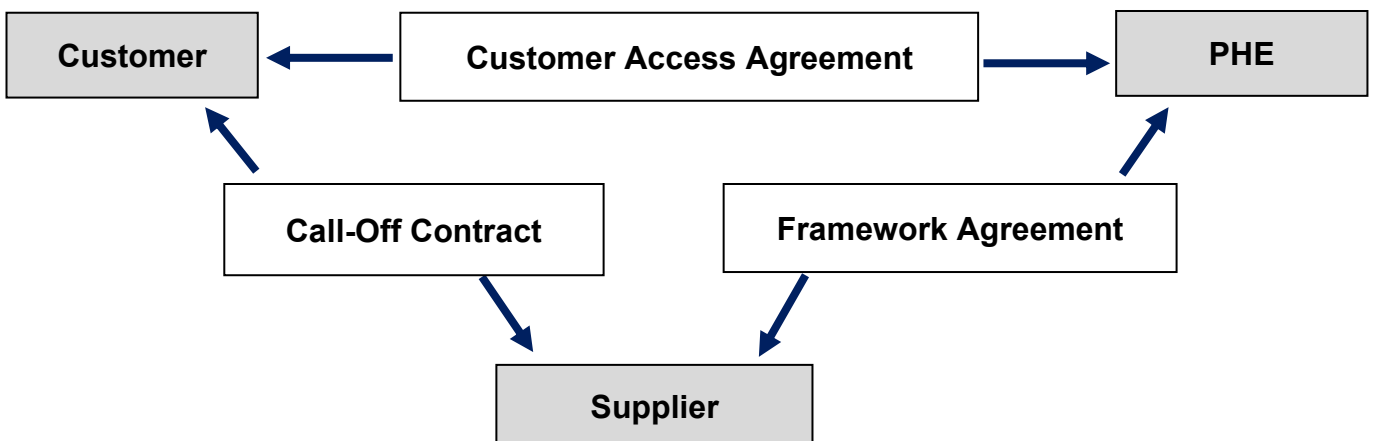 Customer
Customer Access Agreement
PHE
Call-Off Contract
Framework Agreement
Supplier